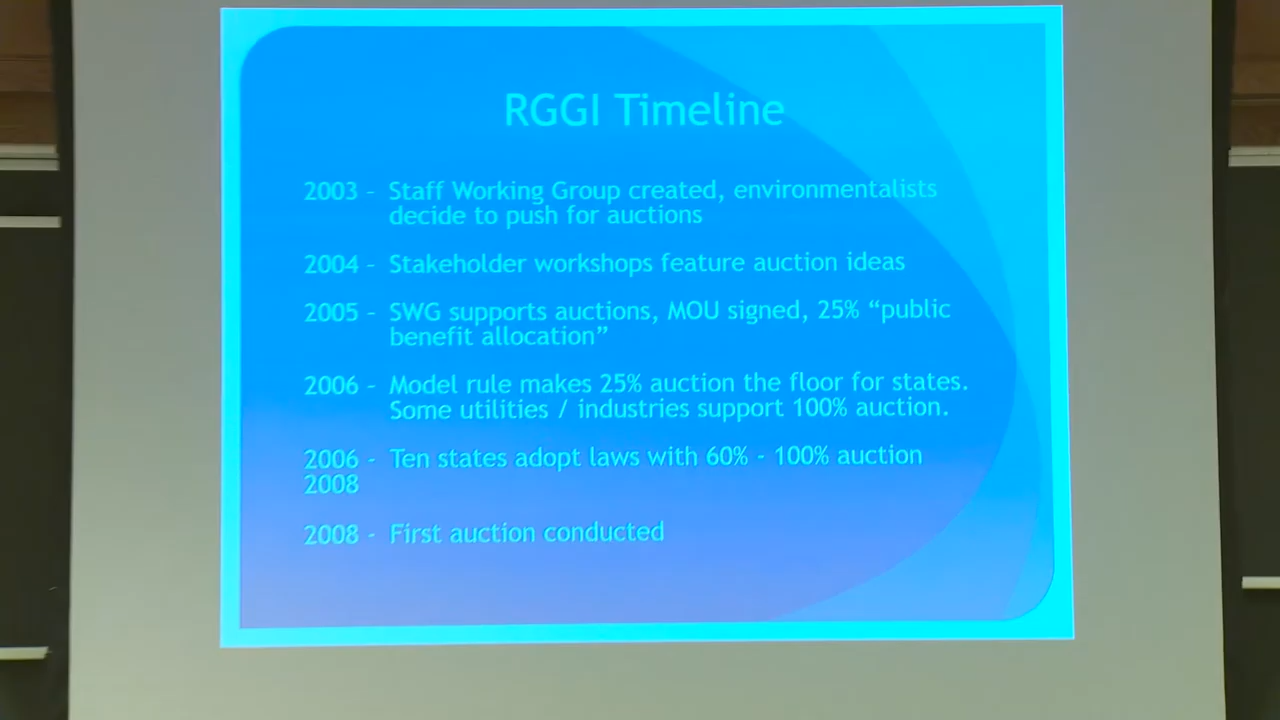 RGGI Timeline
2003 - Staff Working Group created, environmentalists
decide to push for auctions
2004 - Stakeholder workshops feature auction ideas
2005 - SWG supports auctions, MOU signed, 25% “public
benefit allocation”
2006 - Model rule makes 25% auction the floor for states.
Some utilities / industries support 100% auction.
2006 - Ten states adopt laws with 60% - 100% auction
2008
2008 - First auction conducted